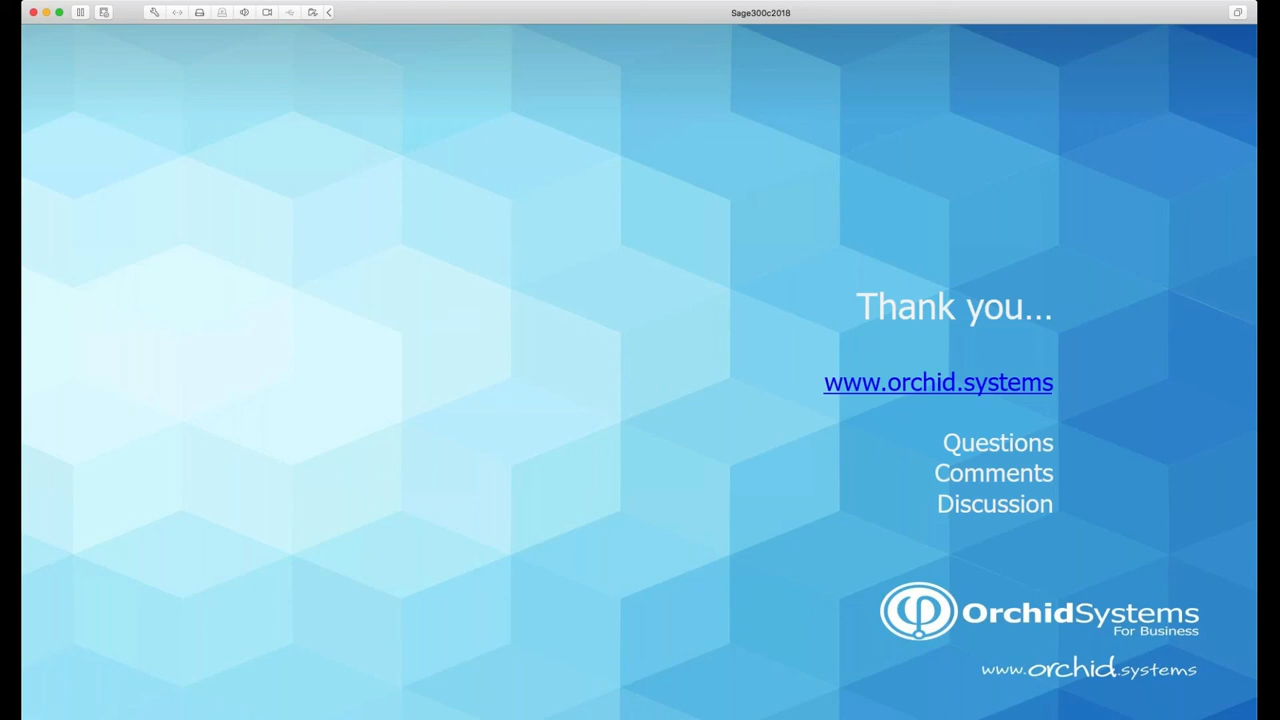 Sage300c2018
Thank you...
www.orchid.systems
Questions
Comments
Discussion
OrchidSystems
For Business
www.orchid.systems